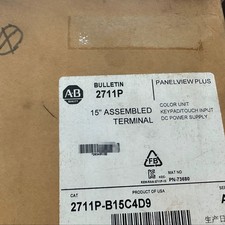 BULLETIN
2711P
PANELVIEW PLUS
AB
15" ASSEMBLED
TERMINAL
COLOR UNIT
KEYPAD/TOUCH INPUT
DC POWER SUPPLY
FB
MAT NO
PN-73680
CAT
PRODUCT OF USA
2711P-B15C4D9
生产日